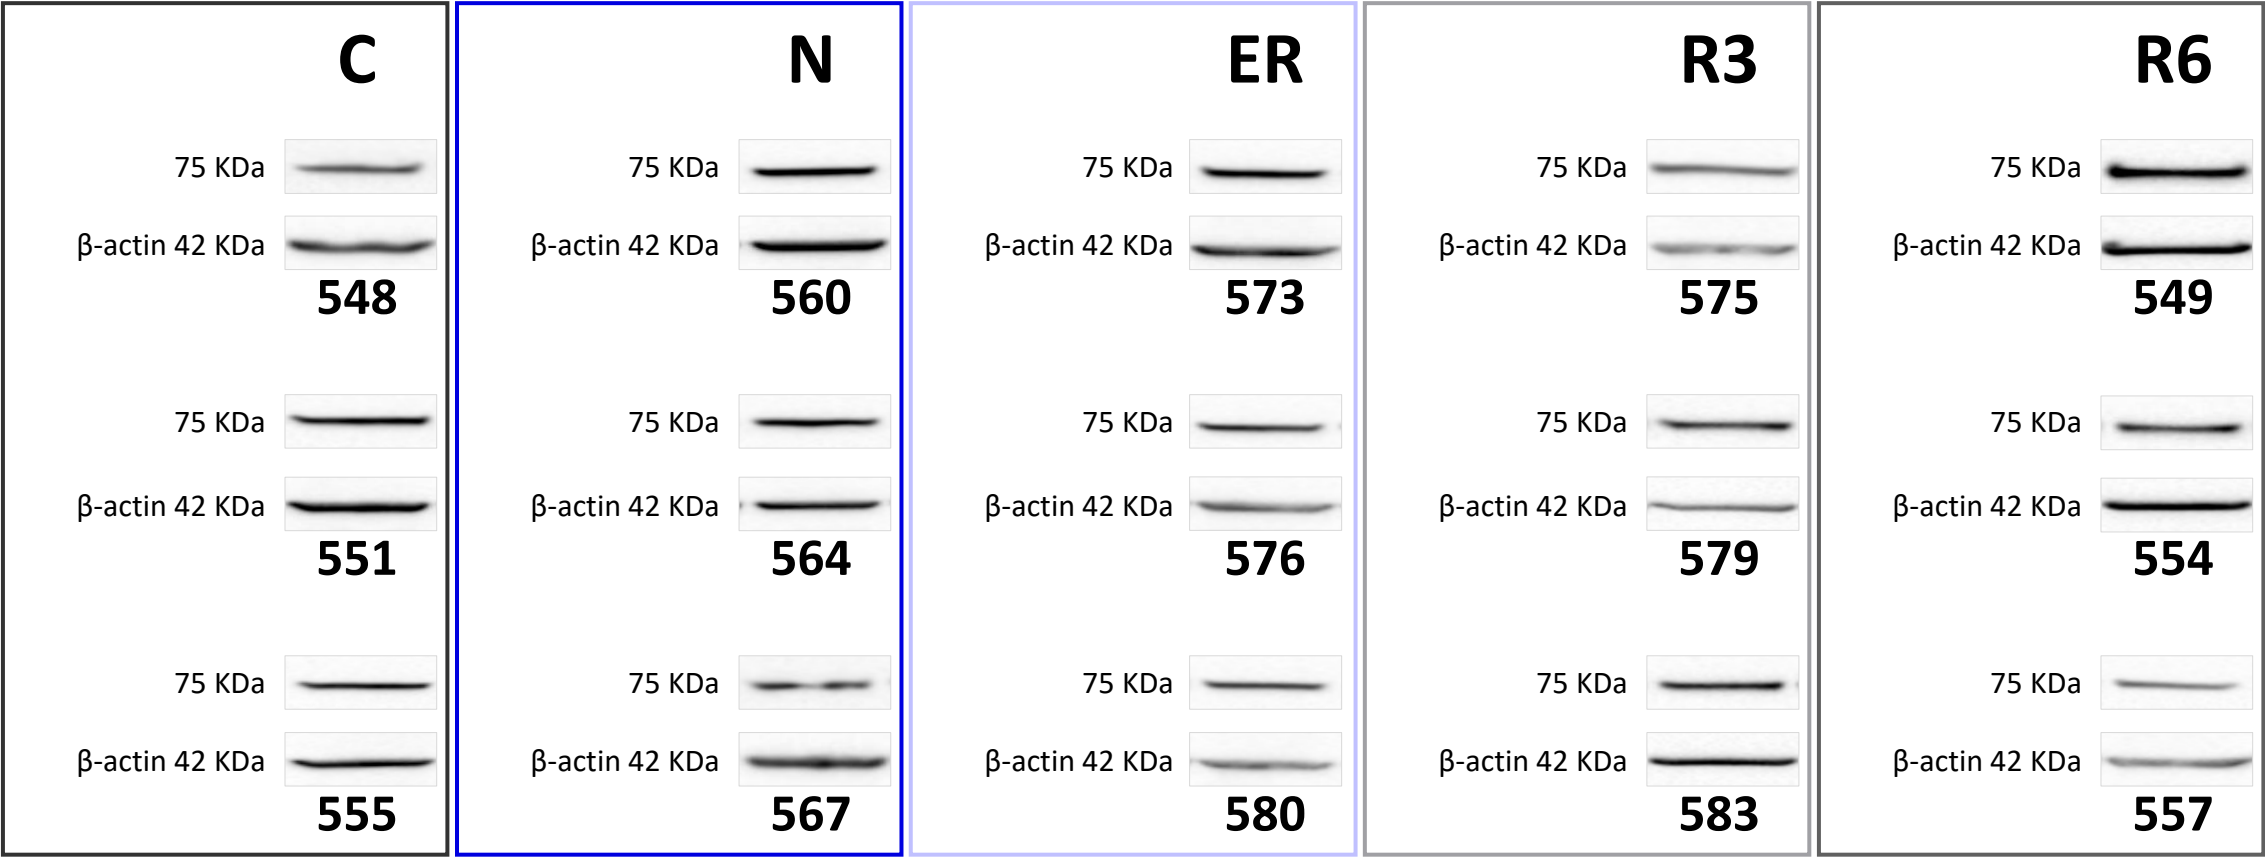 C
75 KDa
β-actin 42 KDa
548
75 KDa
β-actin 42 KDa
551
75 KDa
β-actin 42 KDa
555
N
75 KDa
β-actin 42 KDa
560
75 KDa
β-actin 42 KDa
564
75 KDa
β-actin 42 KDa
567
ER
75 KDa
β-actin 42 KDa
573
75 KDa
β-actin 42 KDa
576
75 KDa
β-actin 42 KDa
580
R3
75 KDa
β-actin 42 KDa
575
75 KDa
β-actin 42 KDa
579
75 KDa
β-actin 42 KDa
583
R6
75 KDa
β-actin 42 KDa
549
75 KDa
β-actin 42 KDa
554
75 KDa
β-actin 42 KDa
557